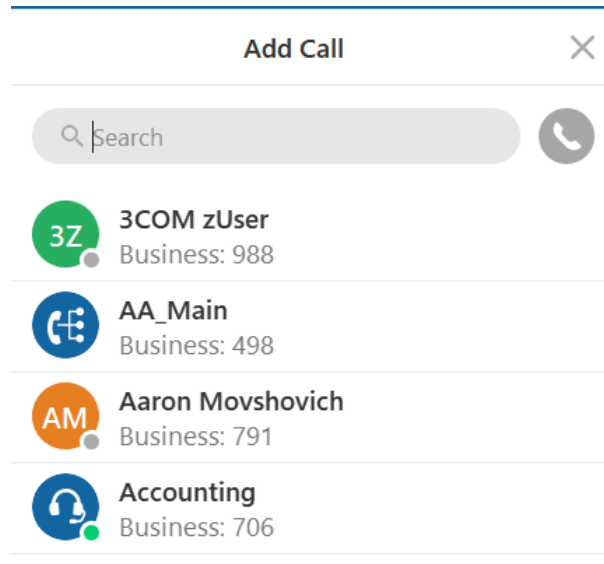 Add Call
Search
3Z
3COM zUser
Business: 988
AA_Main
Business: 498
AM
Aaron Movshovich
Business: 791
Accounting
Business: 706